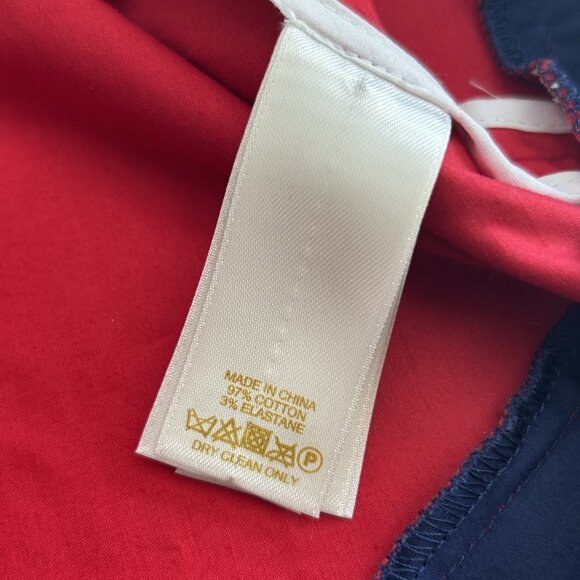 MADE IN CHINA
97% COTTON
3% ELASTANE
P
DRY CLEAN ONLY